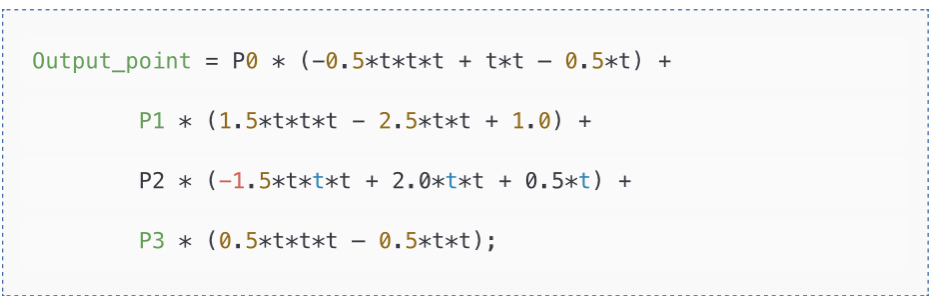 Output_point = P0 * (−0.5*t*t*t + t*t − 0.5*t) +
P1 * (1.5*t*t*t − 2.5*t*t + 1.0) +
P2 * (−1.5*t*t*t + 2.0*t*t + 0.5*t) +
P3 * (0.5*t*t*t − 0.5*t*t);